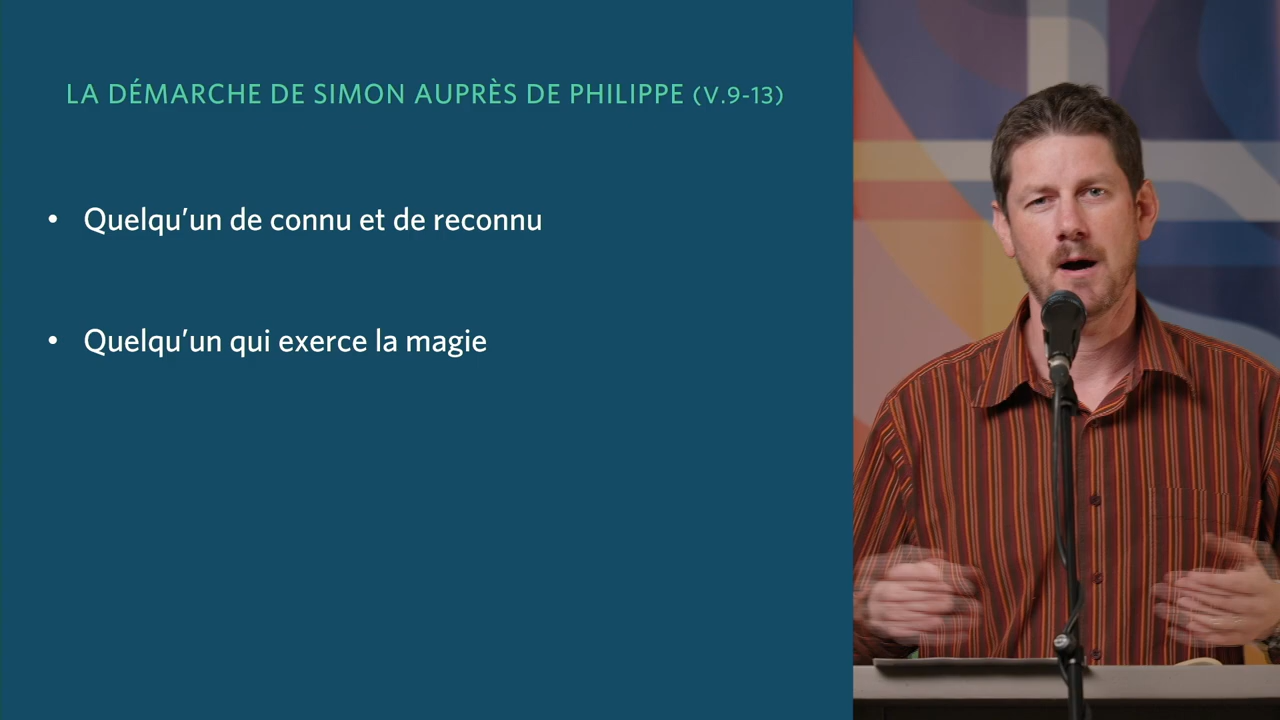 LA DÉMARCHE DE SIMON AUPRÈS DE PHILIPPE (V.9-13)
• Quelqu'un de connu et de reconnu
• Quelqu'un qui exerce la magie